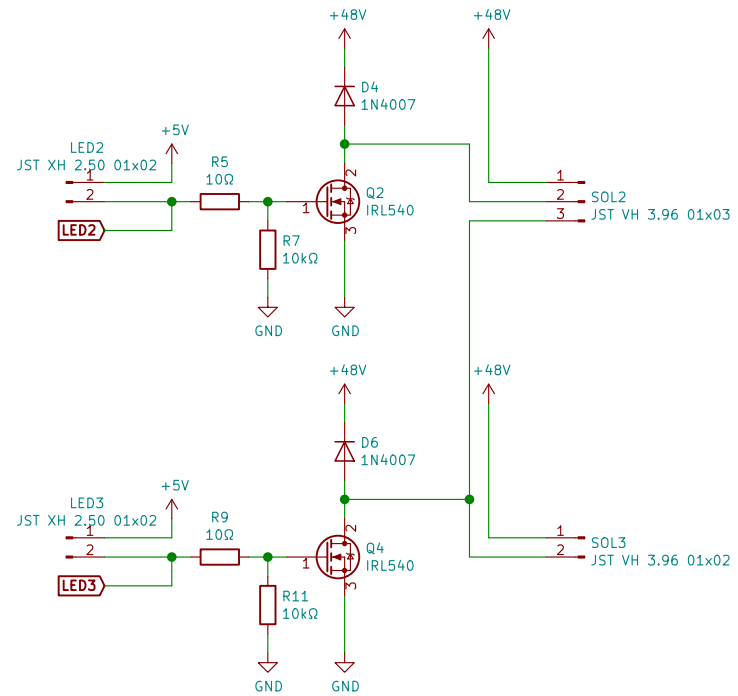 +48V
+48V
D4
1N4007
+5V
LED2
JST XH 2.50 01x02
1
2
R5
10Ω
LED2
R7
10kΩ
GND
1
2
3
Q2
IRL540
GND
1
2
3
SOL2
JST VH 3.96 01x03
+48V
+48V
D6
1N4007
+5V
LED3
JST XH 2.50 01x02
1
2
R9
10Ω
LED3
R11
10kΩ
GND
1
2
3
Q4
IRL540
GND
1
2
SOL3
JST VH 3.96 01x02